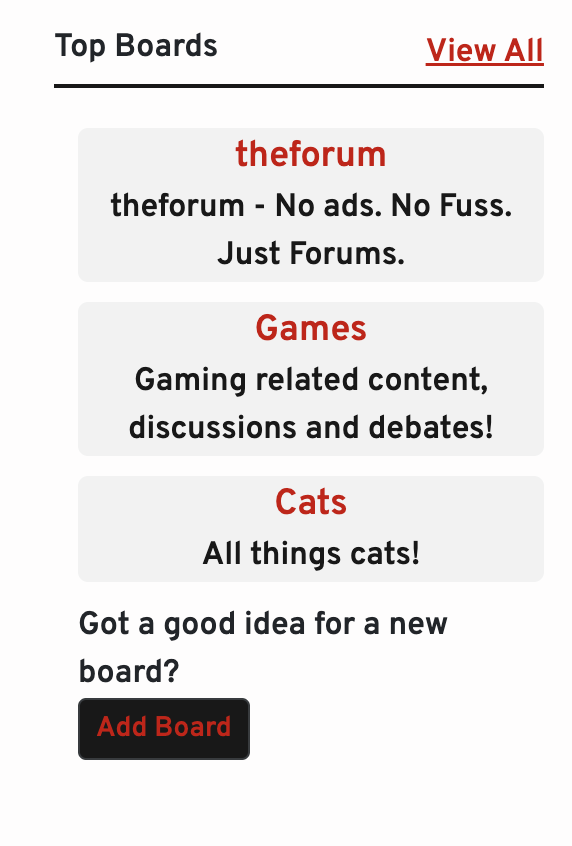 Top Boards View All
theforum
theforum - No ads. No Fuss.
Just Forums.
Games
Gaming related content,
discussions and debates!
Cats
All things cats!
Got a good idea for a new
board?
Add Board